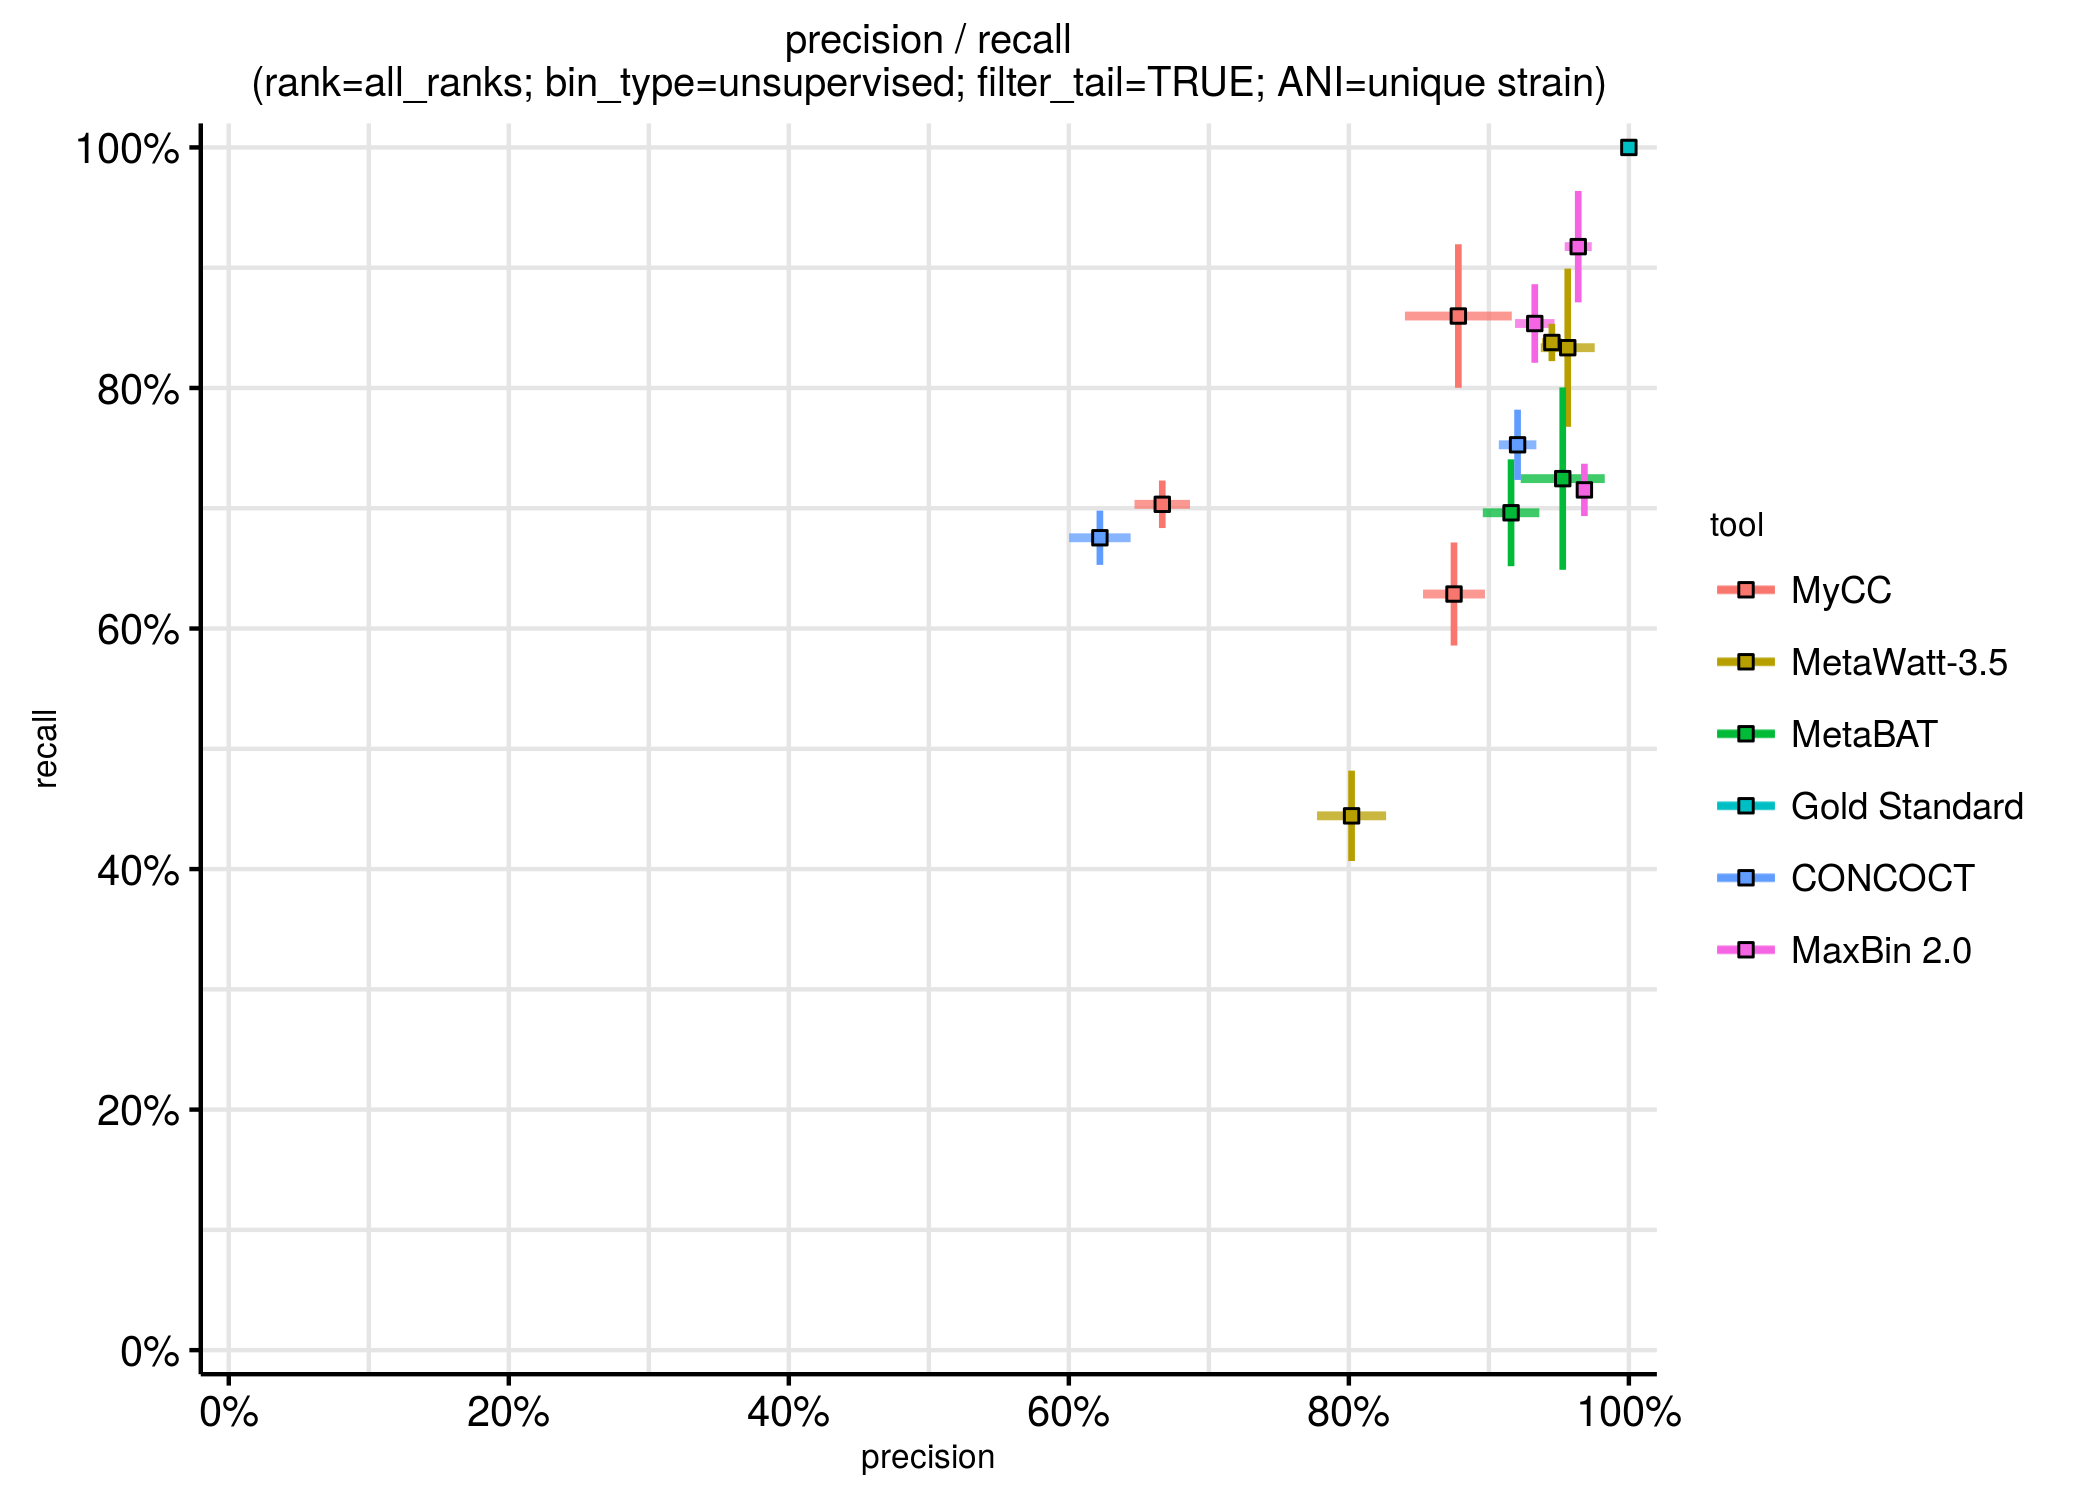 precision / recall
(rank=all_ranks; bin_type=unsupervised; filter_tail=TRUE; ANI=unique strain)
100%
80%
60%
40%
20%
0%
recall
0%
20%
40%
60%
80%
100%
precision
tool
MyCC
MetaWatt-3.5
MetaBAT
Gold Standard
CONCOCT
MaxBin 2.0